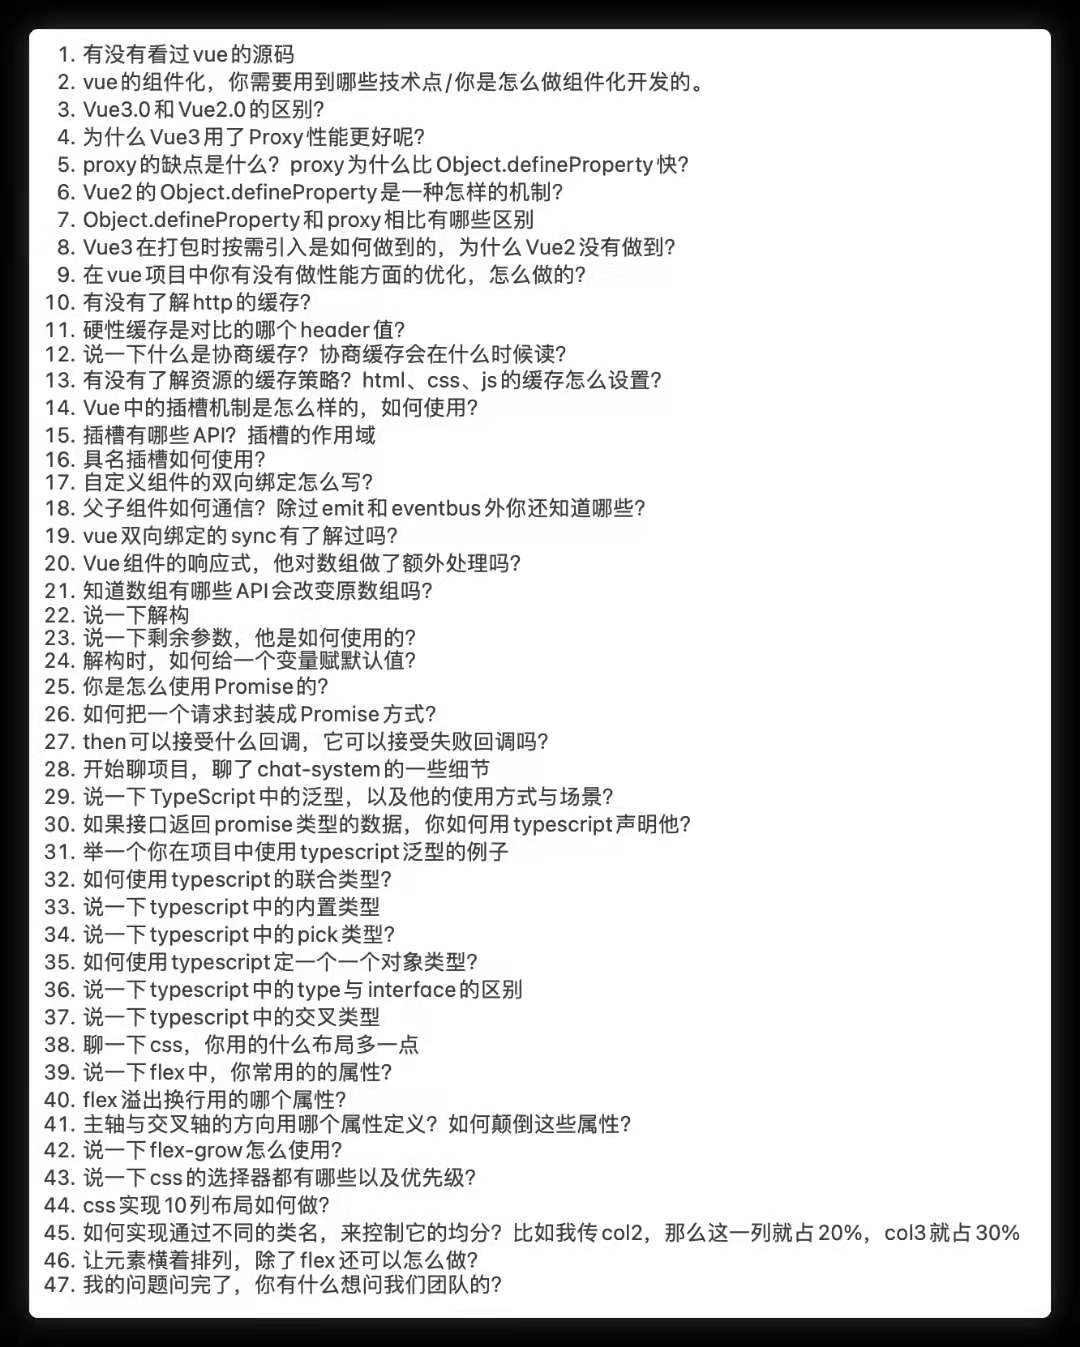 1. 有没有看过vue的源码
2. vue的组件化，你需要用到哪些技术点/你是怎么做组件化开发的。
3. Vue3.0和Vue2.0的区别？
4. 为什么Vue3用了Proxy性能更好呢？
5. proxy的缺点是什么？proxy为什么比Object.defineProperty快？
6. Vue2的Object.defineProperty是一种怎样的机制？
7. Object.defineProperty和proxy相比有哪些区别
8. Vue3在打包时按需引入是如何做到的，为什么Vue2没有做到？
9. 在vue项目中你有没有做性能方面的优化，怎么做的？
10. 有没有了解http的缓存？
11. 硬性缓存是对比的哪个header值？
12. 说一下什么是协商缓存？协商缓存会在什么时候读？
13. 有没有了解资源的缓存策略？html、css、js的缓存怎么设置？
14. Vue中的插槽机制是怎么样的，如何使用？
15. 插槽有哪些API？插槽的作用域
16. 具名插槽如何使用？
17. 自定义组件的双向绑定怎么写？
18. 父子组件如何通信？除过emit和eventbus外你还知道哪些？
19. vue双向绑定的sync有了解过吗？
20. Vue组件的响应式，他对数组做了额外处理吗？
21. 知道数组有哪些API会改变原数组吗？
22. 说一下解构
23. 说一下剩余参数，他是如何使用的？
24. 解构时，如何给一个变量赋默认值？
25. 你是怎么使用Promise的？
26. 如何把一个请求封装成Promise方式？
27. then可以接受什么回调，它可以接受失败回调吗？
28. 开始聊项目，聊了chat-system的一些细节
29. 说一下TypeScript中的泛型，以及他的使用方式与场景？
30. 如果接口返回promise类型的数据，你如何用typescript声明他？
31. 举一个你在项目中使用typescript泛型的例子
32. 如何使用typescript的联合类型？
33. 说一下typescript中的内置类型
34. 说一下typescript中的pick类型？
35. 如何使用typescript定一个一个对象类型？
36. 说一下typescript中的type与interface的区别
37. 说一下typescript中的交叉类型
38. 聊一下css，你用的什么布局多一点
39. 说一下flex中，你常用的的属性？
40. flex溢出换行用的哪个属性？
41. 主轴与交叉轴的方向用哪个属性定义？如何颠倒这些属性？
42. 说一下flex-grow怎么使用？
43. 说一下css的选择器都有哪些以及优先级？
44. css实现10列布局如何做？
45. 如何实现通过不同的类名，来控制它的均分？比如我传col2，那么这一列就占20%，col3就占30%
46. 让元素横着排列，除了flex还可以怎么做？
47. 我的问题问完了，你有什么想问我们团队的？